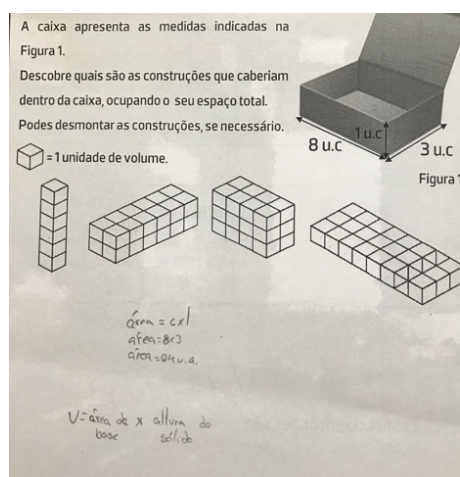 A caixa apresenta as medidas indicadas na
Figura 1.
Descobre quais são as construções que caberiam
dentro da caixa, ocupando o seu espaço total.
Podes desmontar as construções, se necessário.
= 1 unidade de volume.
1 u.c
8 u.c
3 u.c
Figura 1
área = cxl
área = 8x3
área = 24 u.a.
V = área da x altura do
base sólido